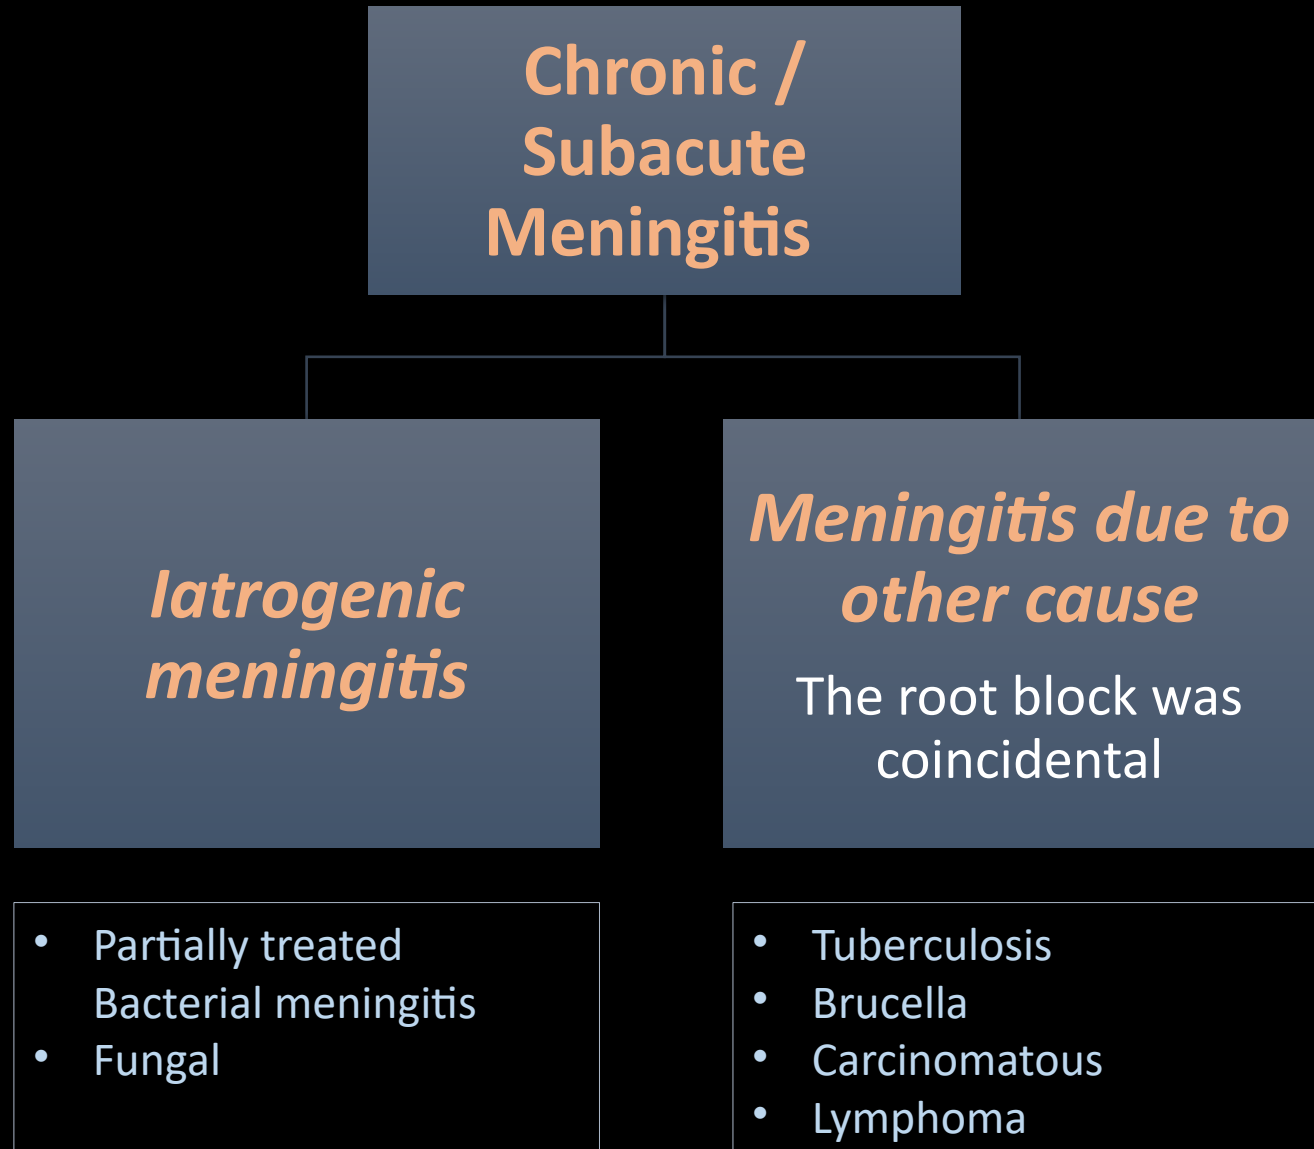 Chronic /
Subacute
Meningitis
Iatrogenic
meningitis
Meningitis due to
other cause
The root block was
coincidental
• Partially treated
Bacterial meningitis
• Fungal
• Tuberculosis
• Brucella
• Carcinomatous
• Lymphoma